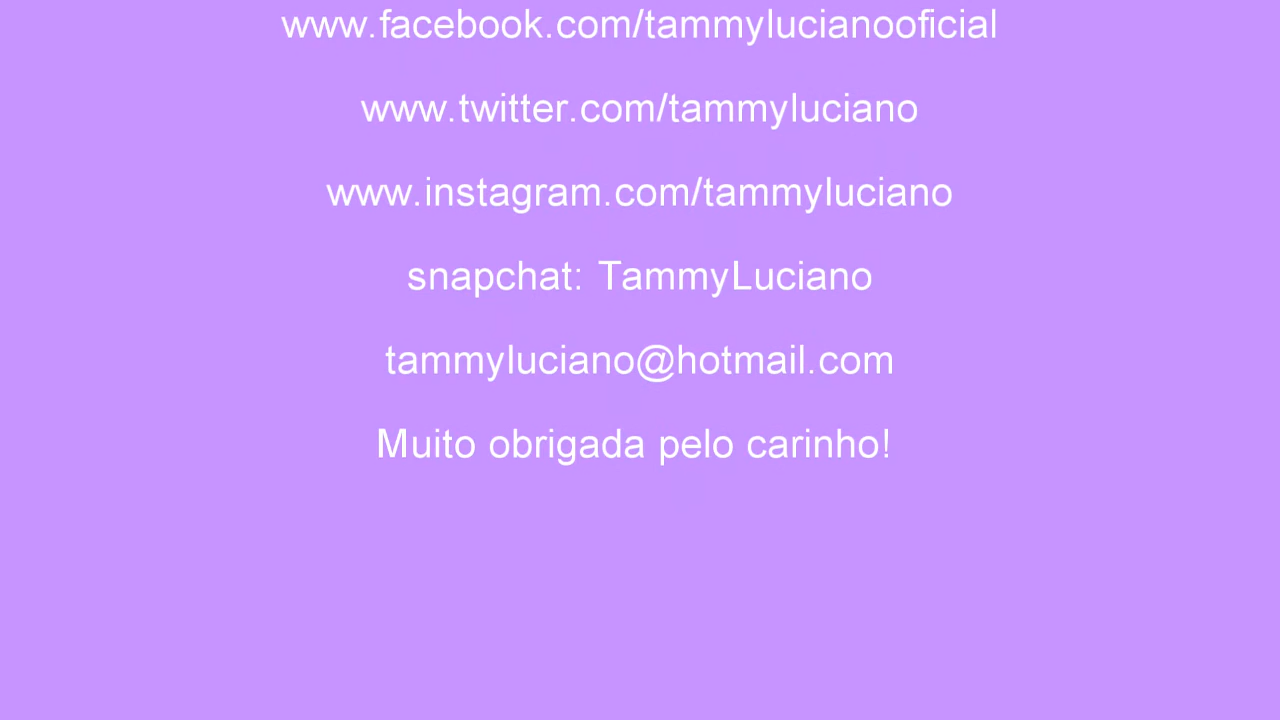 www.facebook.com/tammylucianooficial
www.twitter.com/tammyluciano
www.instagram.com/tammyluciano
snapchat: TammyLuciano
tammyluciano@hotmail.com
Muito obrigada pelo carinho!